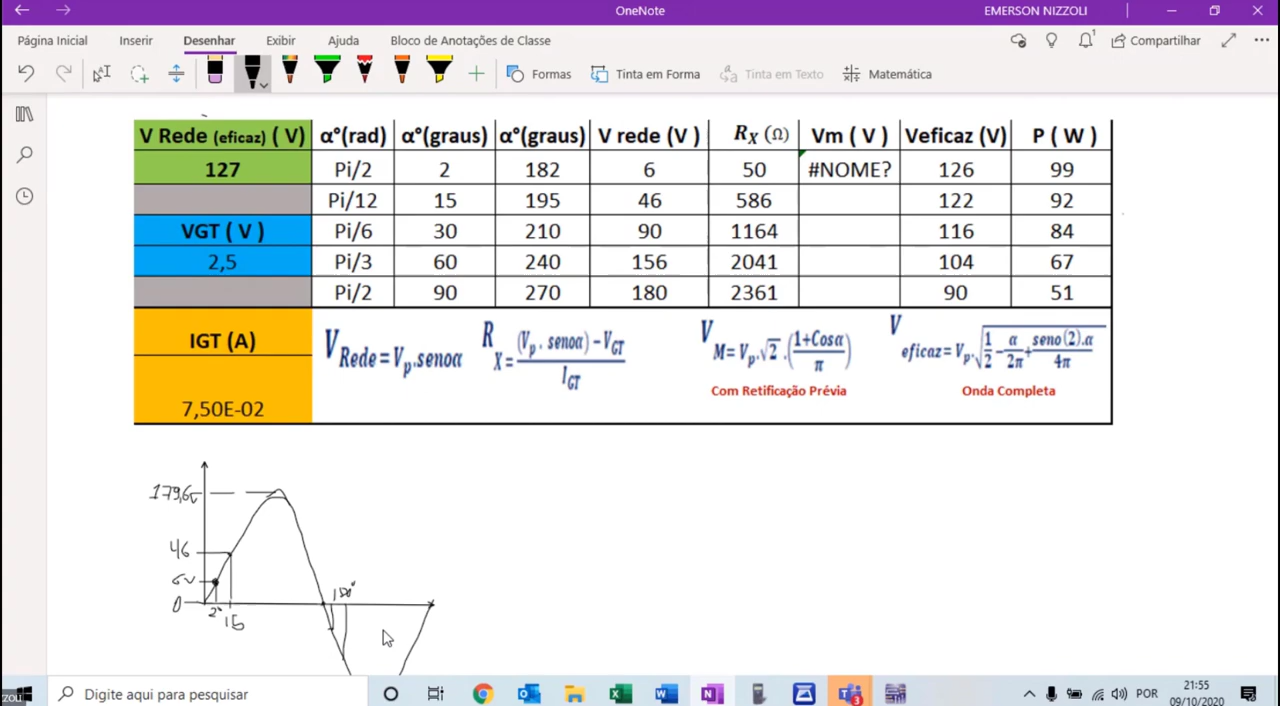 OneNote
EMERSON NIZZOLI
Página Inicial Inserir Desenhar Exibir Ajuda Bloco de Anotações de Classe Compartilhar
Formas Tinta em Forma Tinta em Texto Matemática
V Rede (eficaz) ( V) α°(rad) α°(graus) α°(graus) V rede (V ) RX (Ω) Vm ( V ) Veficaz (V) P ( W )
127 Pi/2 2 182 6 50 #NOME? 126 99
Pi/12 15 195 46 586 122 92
VGT ( V ) Pi/6 30 210 90 1164 116 84
2,5 Pi/3 60 240 156 2041 104 67
Pi/2 90 270 180 2361 90 51
IGT (A)
V Rede = Vp.senoα
R X= (Vp . senoα) - VGT / IGT
V M= Vp.√2 .(1+Cosα / π)
V eficaz= Vp.√1/2 - α/2π + seno(2).α/4π
Com Retificação Prévia Onda Completa
7,50E-02
179,6v
46
6v
0
2° 15 180°
zzoli Digite aqui para pesquisar 3 POR 21:55
09/10/2020